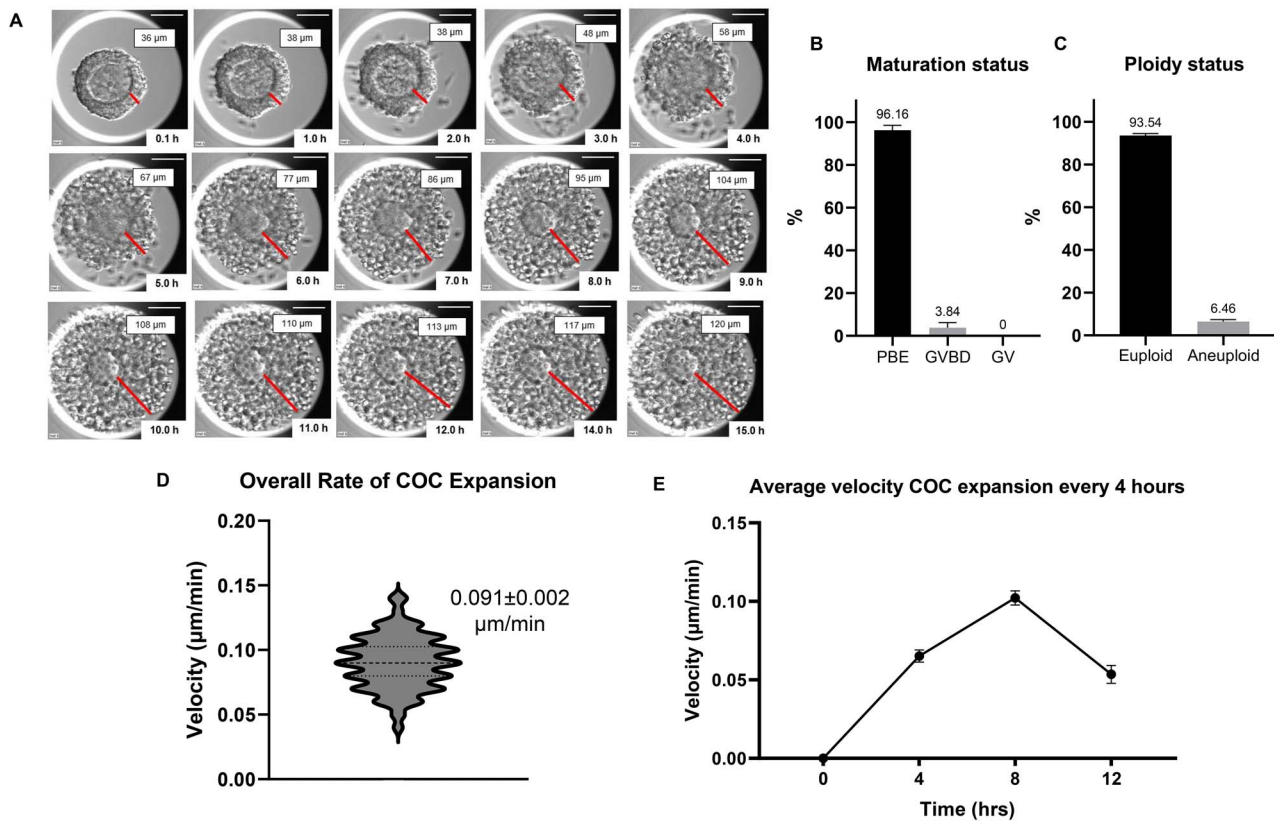 A
36 µm
38 µm
38 µm
48 µm
58 µm
0.1 h
1.0 h
2.0 h
3.0 h
4.0 h
67 µm
77 µm
86 µm
95 µm
104 µm
5.0 h
6.0 h
7.0 h
8.0 h
9.0 h
108 µm
110 µm
113 µm
117 µm
120 µm
10.0 h
11.0 h
12.0 h
14.0 h
15.0 h
B
Maturation status
%
100
80
60
40
20
0
96.16
3.84
0
PBE GVBD GV
C
Ploidy status
%
100
80
60
40
20
0
93.54
6.46
Euploid Aneuploid
D
Overall Rate of COC Expansion
Velocity (µm/min)
0.20
0.15
0.10
0.05
0.00
0.091±0.002
µm/min
E
Average velocity COC expansion every 4 hours
Velocity (µm/min)
0.15
0.10
0.05
0.00
0 4 8 12
Time (hrs)